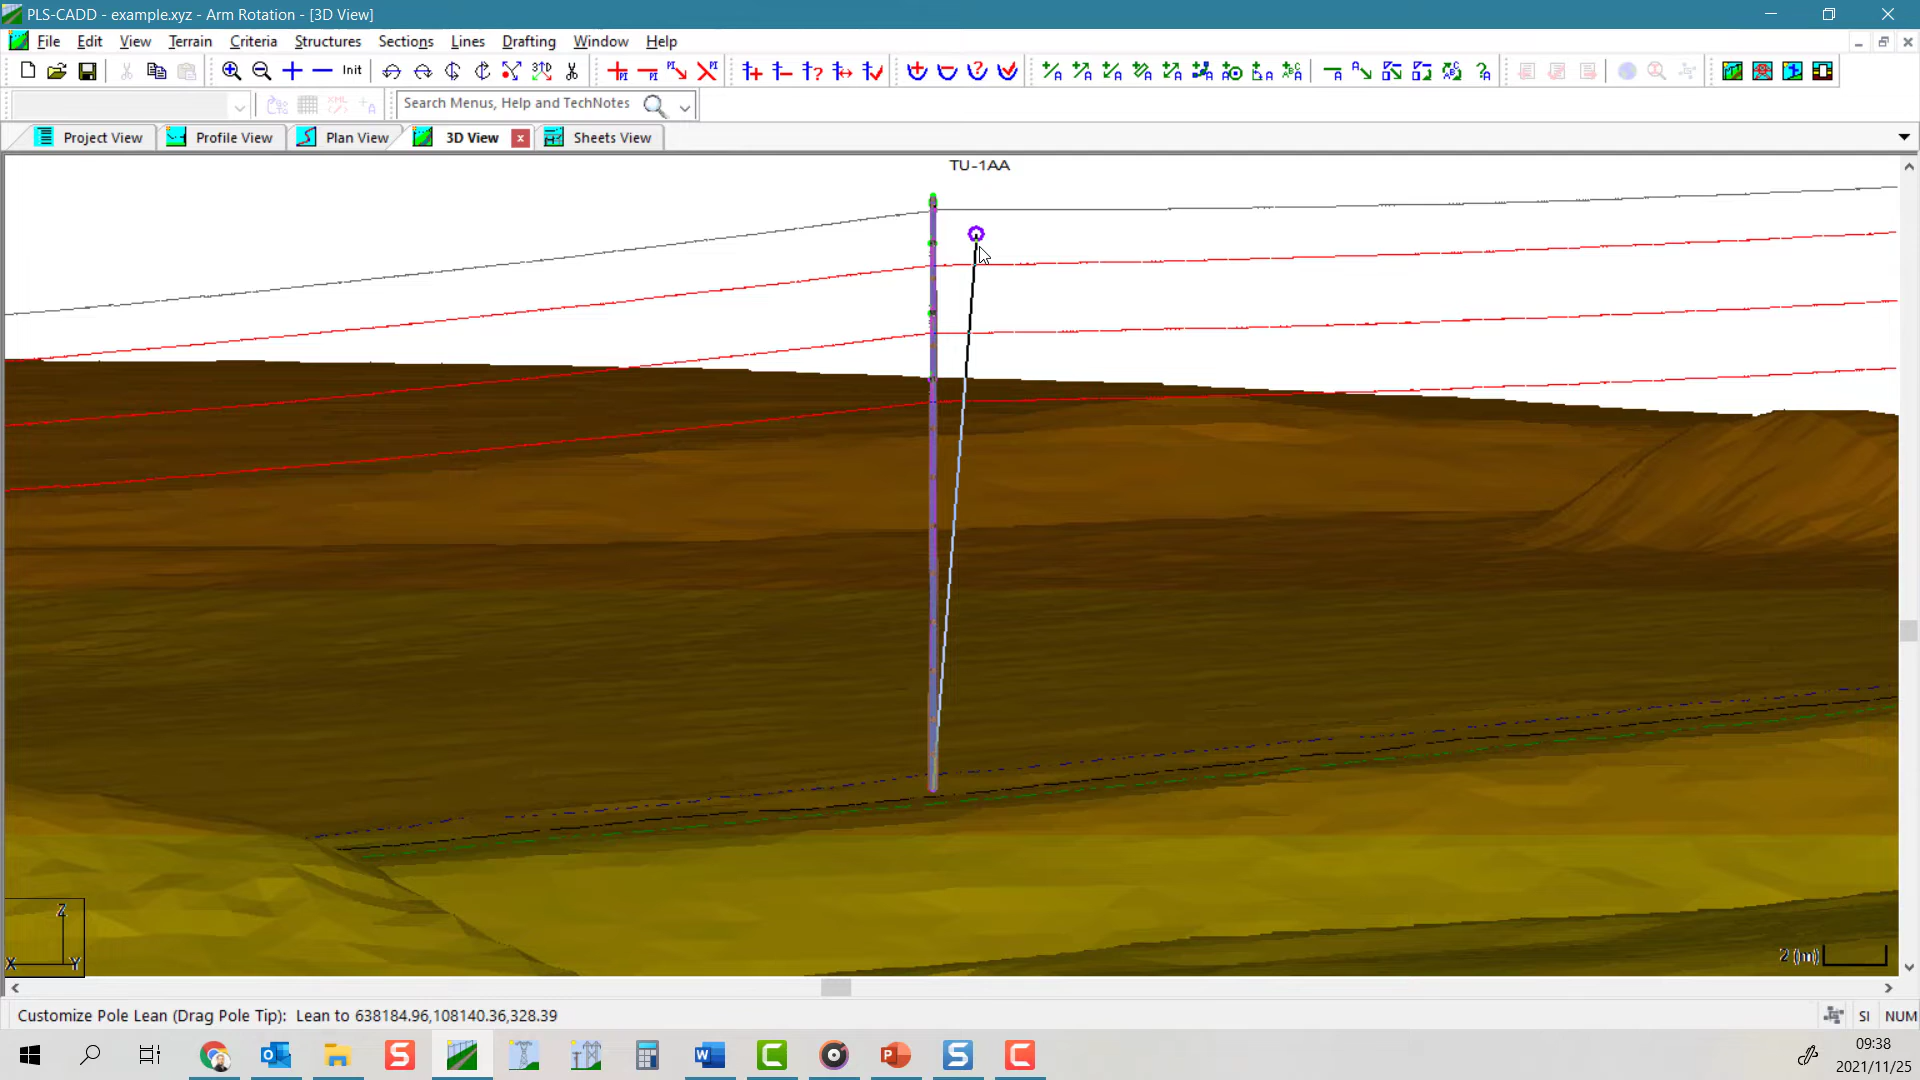 PLS-CADD - example.xyz - Arm Rotation - [3D View]
File Edit View Terrain Criteria Structures Sections Lines Drafting Window Help
Init
Search Menus, Help and TechNotes
Project View Profile View Plan View 3D View x Sheets View
TU-1AA
Z
X Y
2 (m)
Customize Pole Lean (Drag Pole Tip): Lean to 638184.96,108140.36,328.39
SI NUM
09:38
2021/11/25